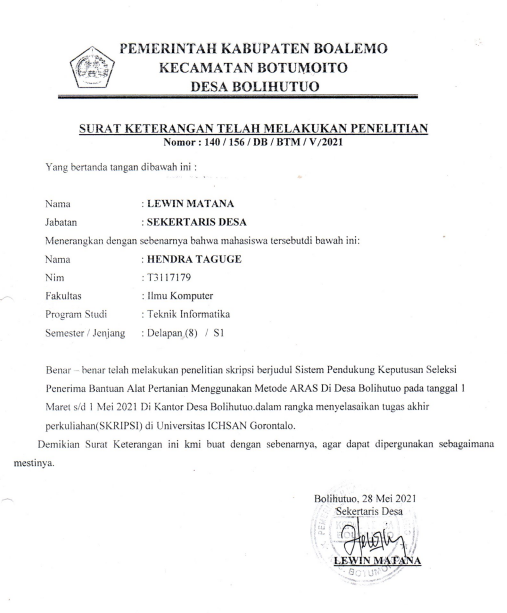 PEMERINTAH KABUPATEN BOALEMO
KECAMATAN BOTUMOITO
DESA BOLIHUTUO
SURAT KETERANGAN TELAH MELAKUKAN PENELITIAN
Nomor : 140 / 156 / DB / BTM / V/2021
Yang bertanda tangan dibawah ini :
Nama : LEWIN MATANA
Jabatan : SEKERTARIS DESA
Menerangkan dengan sebenarnya bahwa mahasiswa tersebutdi bawah ini:
Nama : HENDRA TAGUGE
Nim : T3117179
Fakultas : Ilmu Komputer
Program Studi : Teknik Informatika
Semester / Jenjang : Delapan (8) / S1
Benar – benar telah melakukan penelitian skripsi berjudul Sistem Pendukung Keputusan Seleksi
Penerima Bantuan Alat Pertanian Menggunakan Metode ARAS Di Desa Bolihutuo pada tanggal 1
Maret s/d 1 Mei 2021 Di Kantor Desa Bolihutuo.dalam rangka menyelasaikan tugas akhir
perkuliahan(SKRIPSI) di Universitas ICHSAN Gorontalo.
Demikian Surat Keterangan ini kmi buat dengan sebenarnya, agar dapat dipergunakan sebagaimana
mestinya.
Bolihutuo, 28 Mei 2021
Sekertaris Desa
LEWIN MATANA